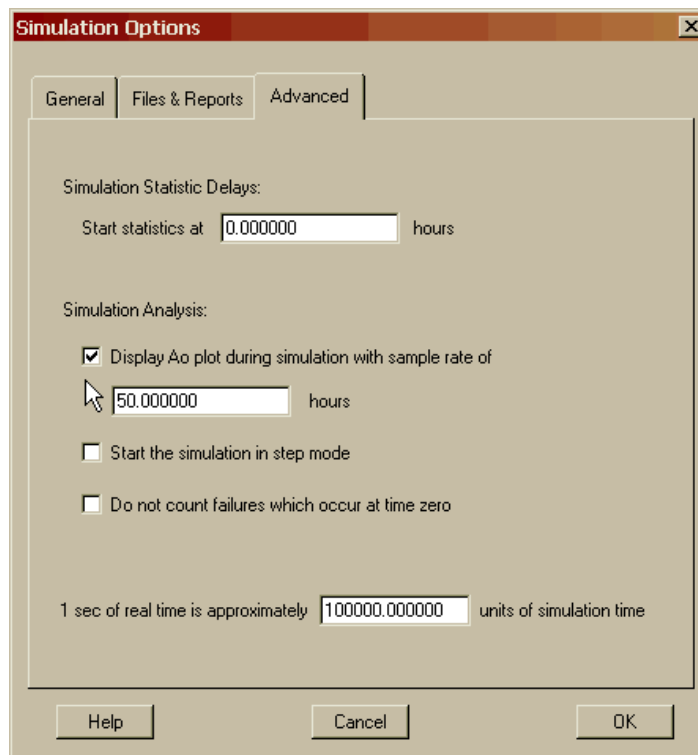 Simulation Options
General Files & Reports Advanced
Simulation Statistic Delays:
Start statistics at 0.000000 hours
Simulation Analysis:
Display Ao plot during simulation with sample rate of
50.000000 hours
Start the simulation in step mode
Do not count failures which occur at time zero
1 sec of real time is approximately 100000.000000 units of simulation time
Help Cancel OK